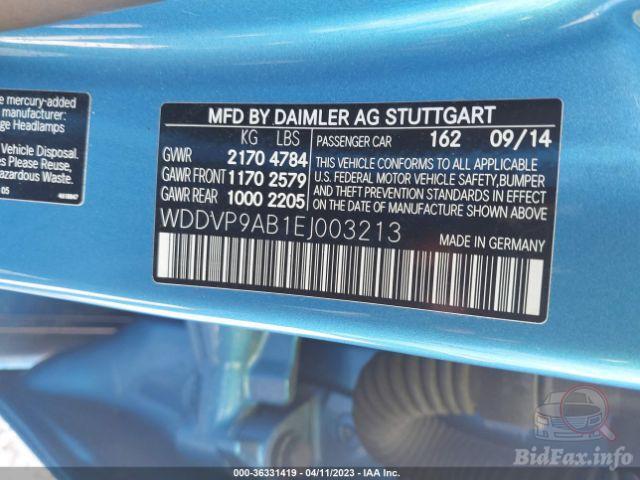 e mercury-added
manufacturer:
ge Headlamps
Vehicle Disposal.
s Please Reuse,
azardous Waste.
05
MFD BY DAIMLER AG STUTTGART
KG LBS PASSENGER CAR 162 09/14
GVWR 2170 4784 THIS VEHICLE CONFORMS TO ALL APPLICABLE
GAWR FRONT 1170 2579 U.S. FEDERAL MOTOR VEHICLE SAFETY,BUMPER
AND THEFT PREVENTION STANDARDS IN EFFECT
GAWR REAR 1000 2205 ON THE DATE OF MANUFACTURE SHOWN ABOVE
WDDVP9AB1EJ003213 MADE IN GERMANY
BidFax.info
000-36331419 - 04/11/2023 - IAA Inc.